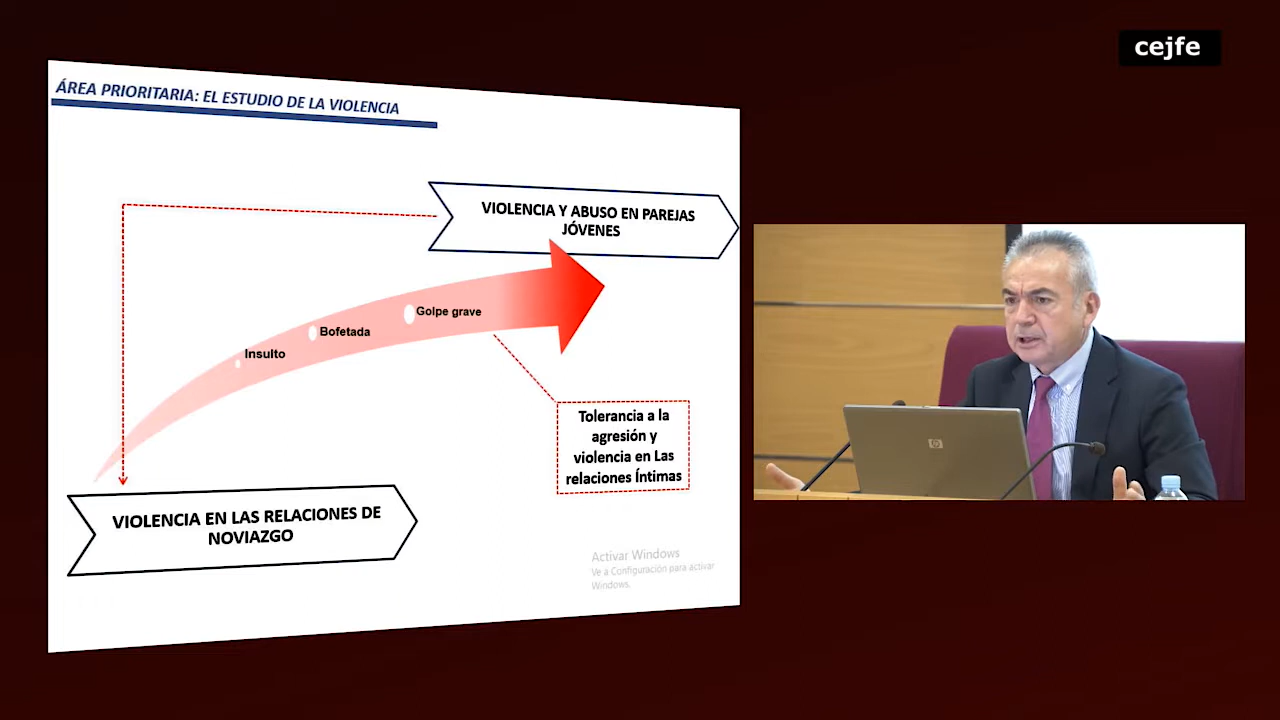 cejfe
ÁREA PRIORITARIA: EL ESTUDIO DE LA VIOLENCIA
VIOLENCIA Y ABUSO EN PAREJAS
JÓVENES
Golpe grave
Bofetada
Insulto
Tolerancia a la
agresión y
violencia en Las
relaciones Íntimas
VIOLENCIA EN LAS RELACIONES DE
NOVIAZGO
Activar Windows
Ve a Configuración para activar
Windows.
hp